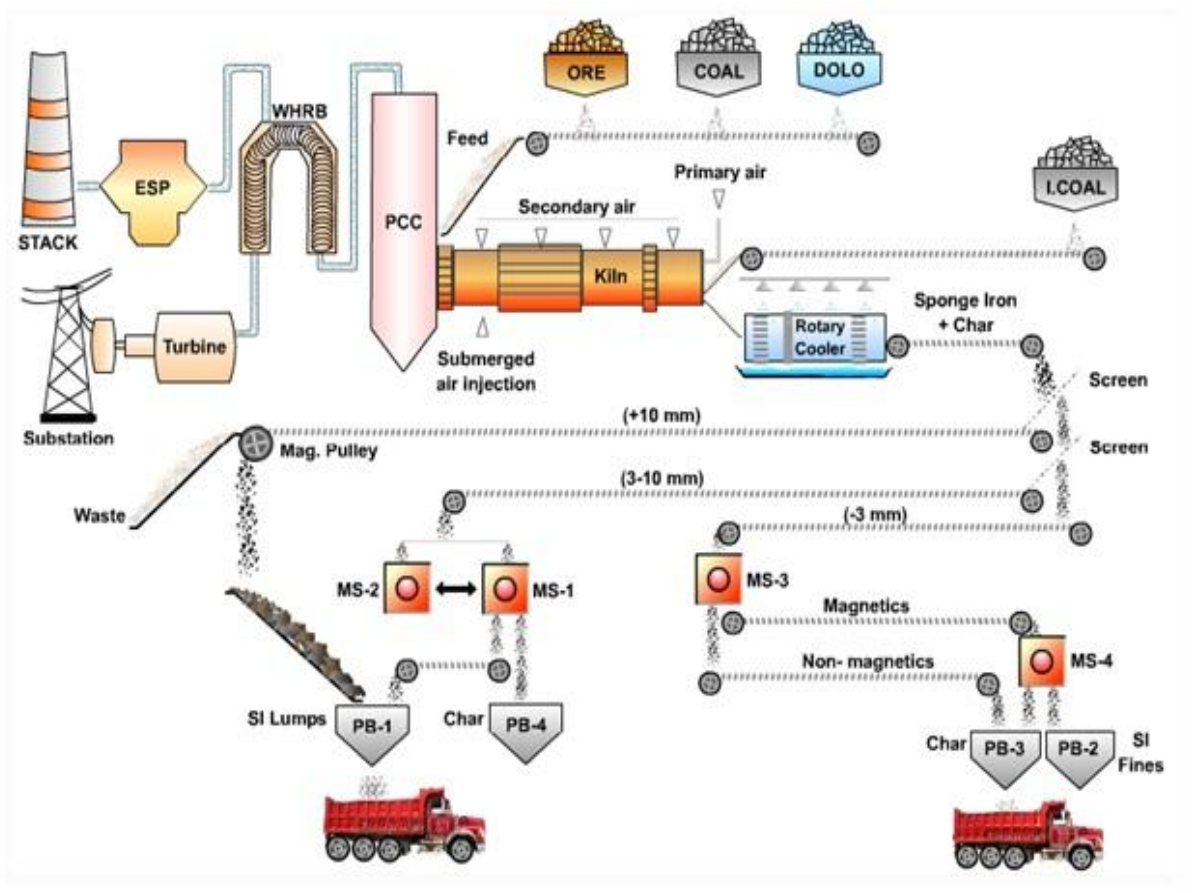 ORE
COAL
DOLO
WHRB
Feed
ESP
Primary air
I.COAL
PCC
Secondary air
STACK
Kiln
Sponge Iron
+ Char
Rotary
Cooler
Turbine
Submerged
air injection
Screen
(+10 mm)
Substation
Mag. Pulley
Screen
(3-10 mm)
Waste
(-3 mm)
MS-2
MS-1
MS-3
Magnetics
Non- magnetics
MS-4
SI Lumps
PB-1
Char
PB-4
Char
PB-3
PB-2
SI
Fines